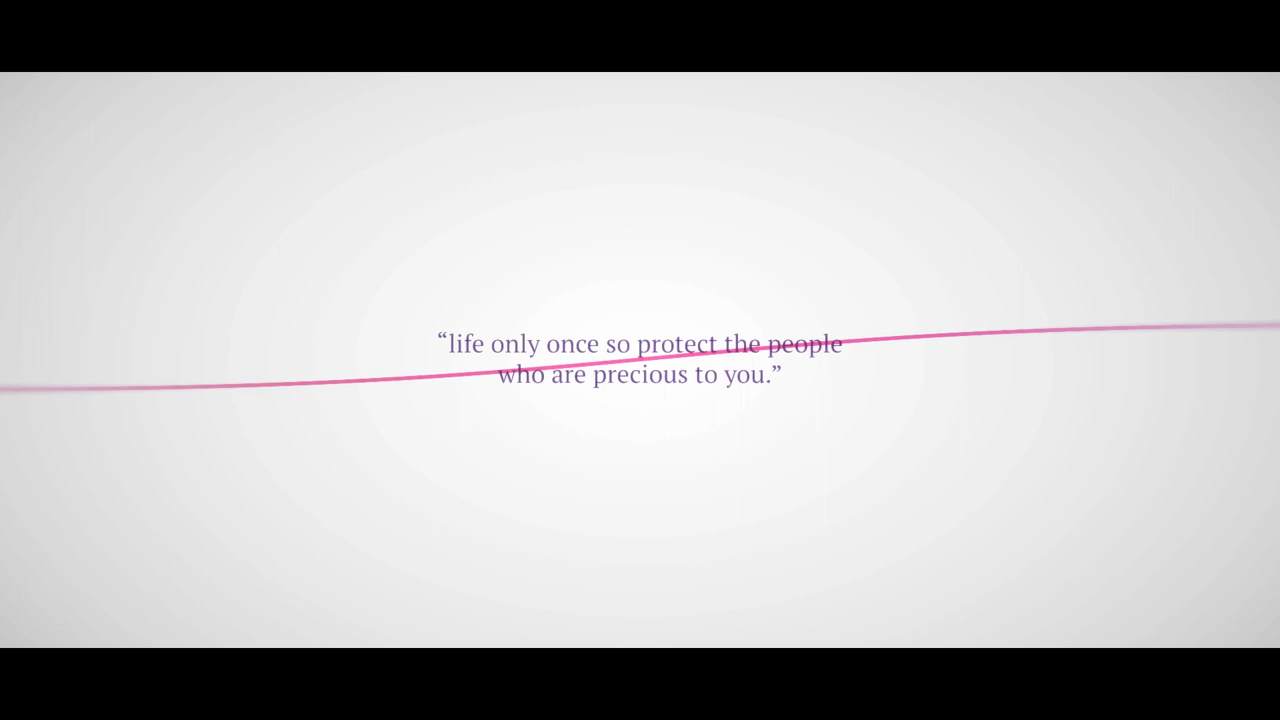 “life only once so protect the people
who are precious to you.”